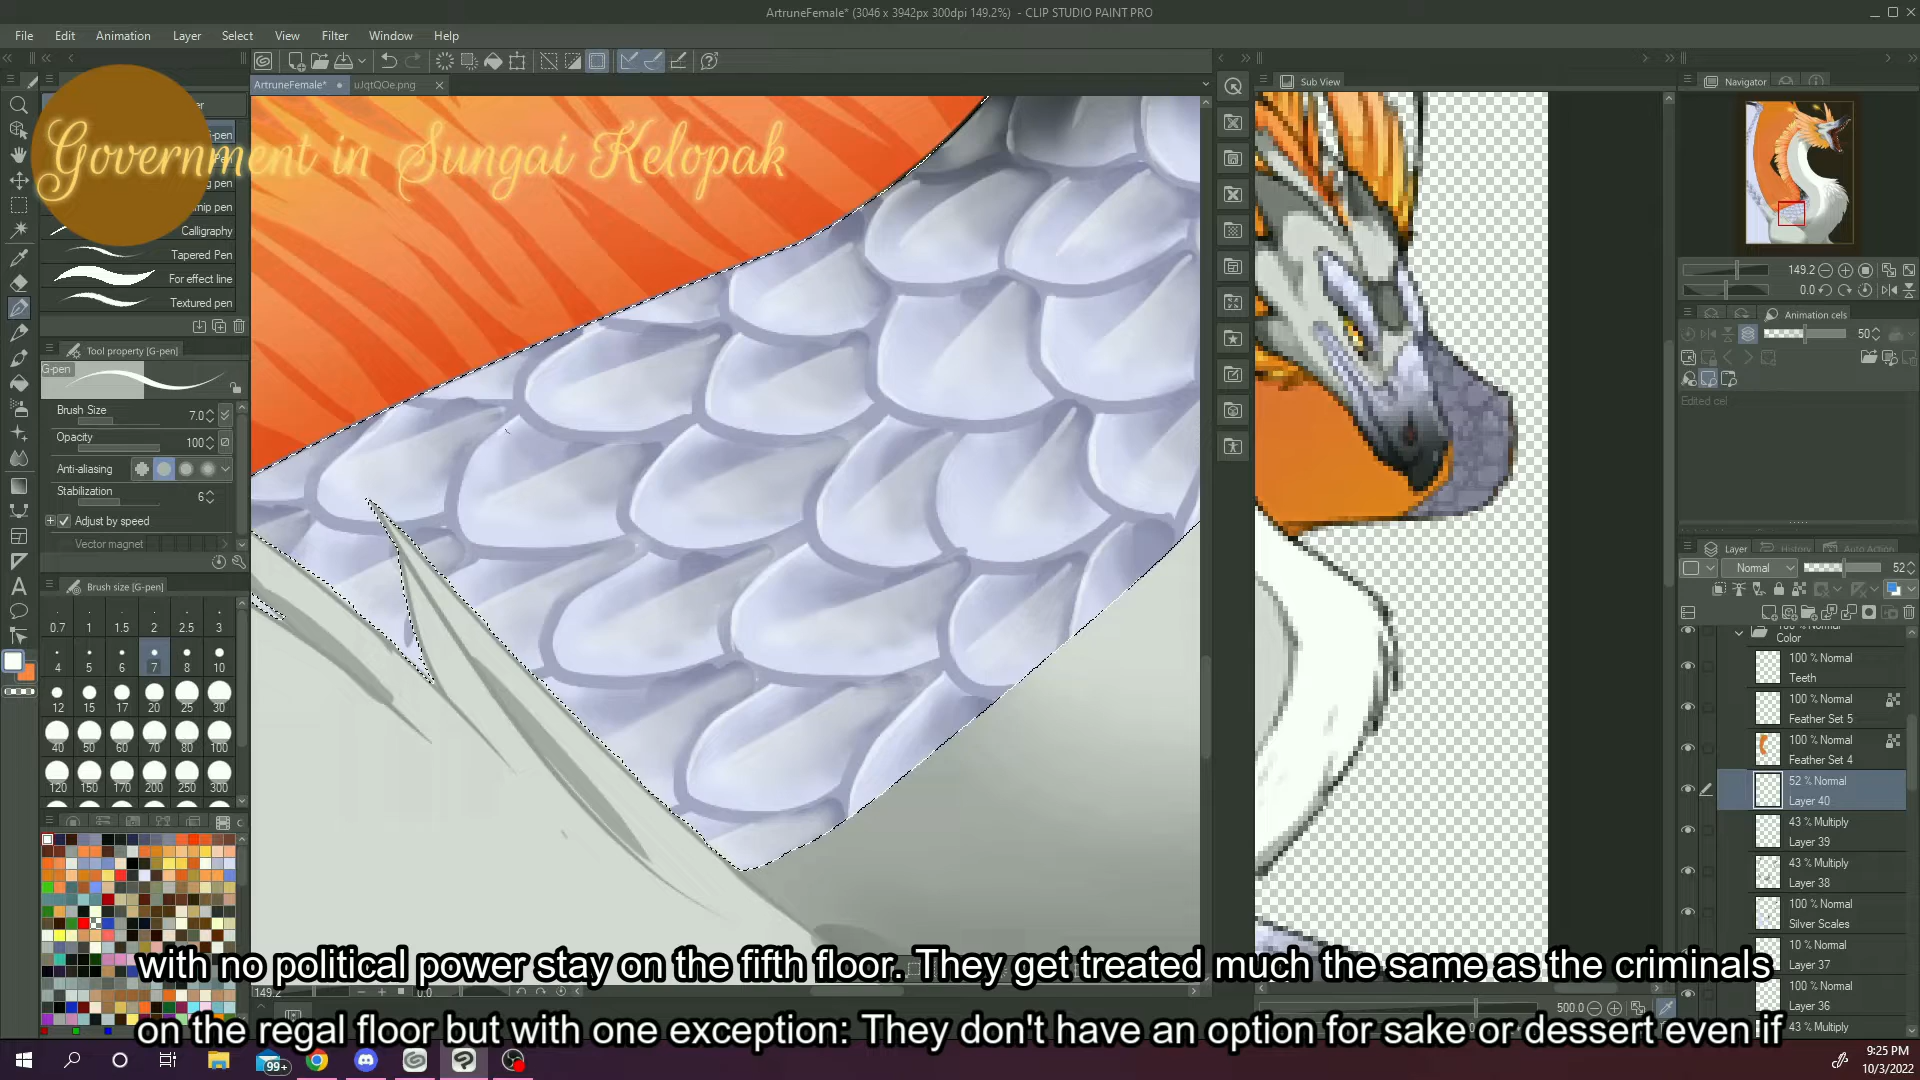 ArtruneFemale* (3046 x 3942px 300dpi 149.2%) - CLIP STUDIO PAINT PRO
File Edit Animation Layer Select View Filter Window Help
ArtruneFemale* uJqtQOe.png
Sub View
Navigator
Government in Sungai Kelopak
Calligraphy
Tapered Pen
For effect line
Textured pen
Tool property [G-pen]
G-pen
Brush Size 7.0
Opacity 100
Anti-aliasing
Stabilization 6
Adjust by speed
Vector magnet
Brush size [G-pen]
0.7 1 1.5 2 2.5 3
4 5 6 7 8 10
12 15 17 20 25 30
40 50 60 70 80 100
120 150 170 200 250 300
149.2
0.0
Animation cels
50
Edited cel
Layer History Auto Action
Normal 52
Color
100 % Normal
Teeth
100 % Normal
Feather Set 5
100 % Normal
Feather Set 4
52 % Normal
Layer 40
43 % Multiply
Layer 39
43 % Multiply
Layer 38
100 % Normal
Silver Scales
10 % Normal
Layer 37
100 % Normal
Layer 36
43 % Multiply
500.0
with no political power stay on the fifth floor. They get treated much the same as the criminals
on the regal floor but with one exception: They don't have an option for sake or dessert even if
99+
9:25 PM
10/3/2022